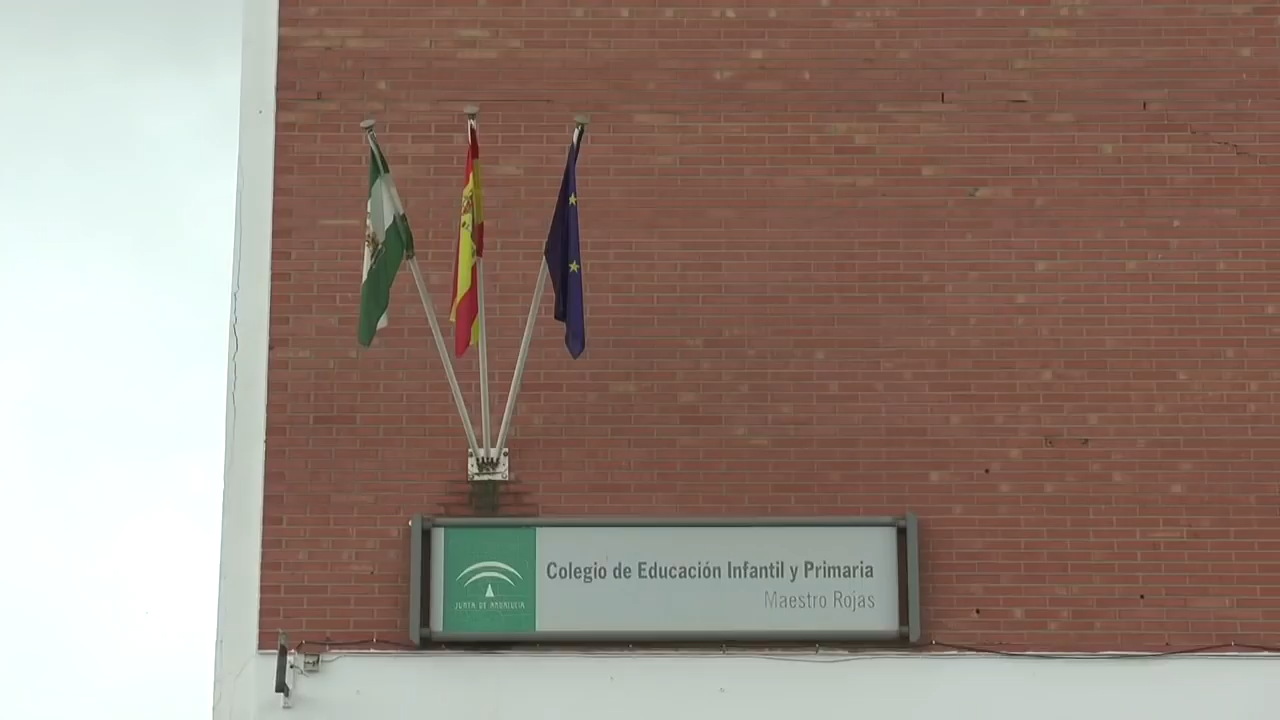 Colegio de Educación Infantil y Primaria
Maestro Rojas
JUNTA DE ANDALUCIA